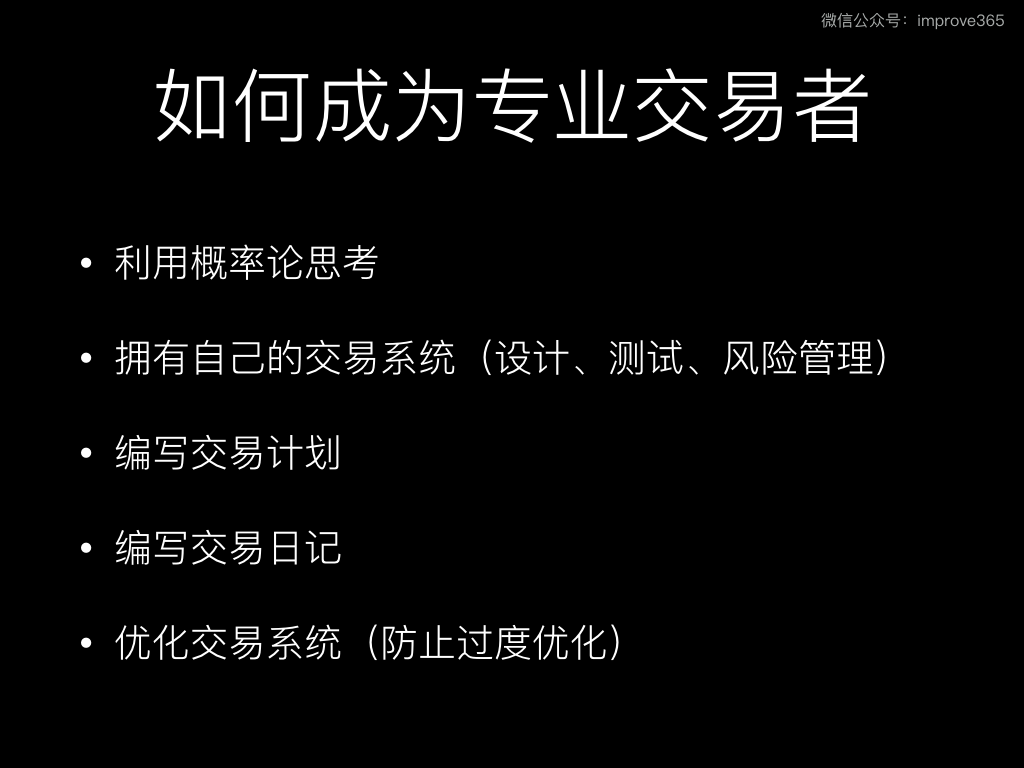 微信公众号：improve365
如何成为专业交易者
• 利用概率论思考
• 拥有自己的交易系统（设计、测试、风险管理）
• 编写交易计划
• 编写交易日记
• 优化交易系统（防止过度优化）